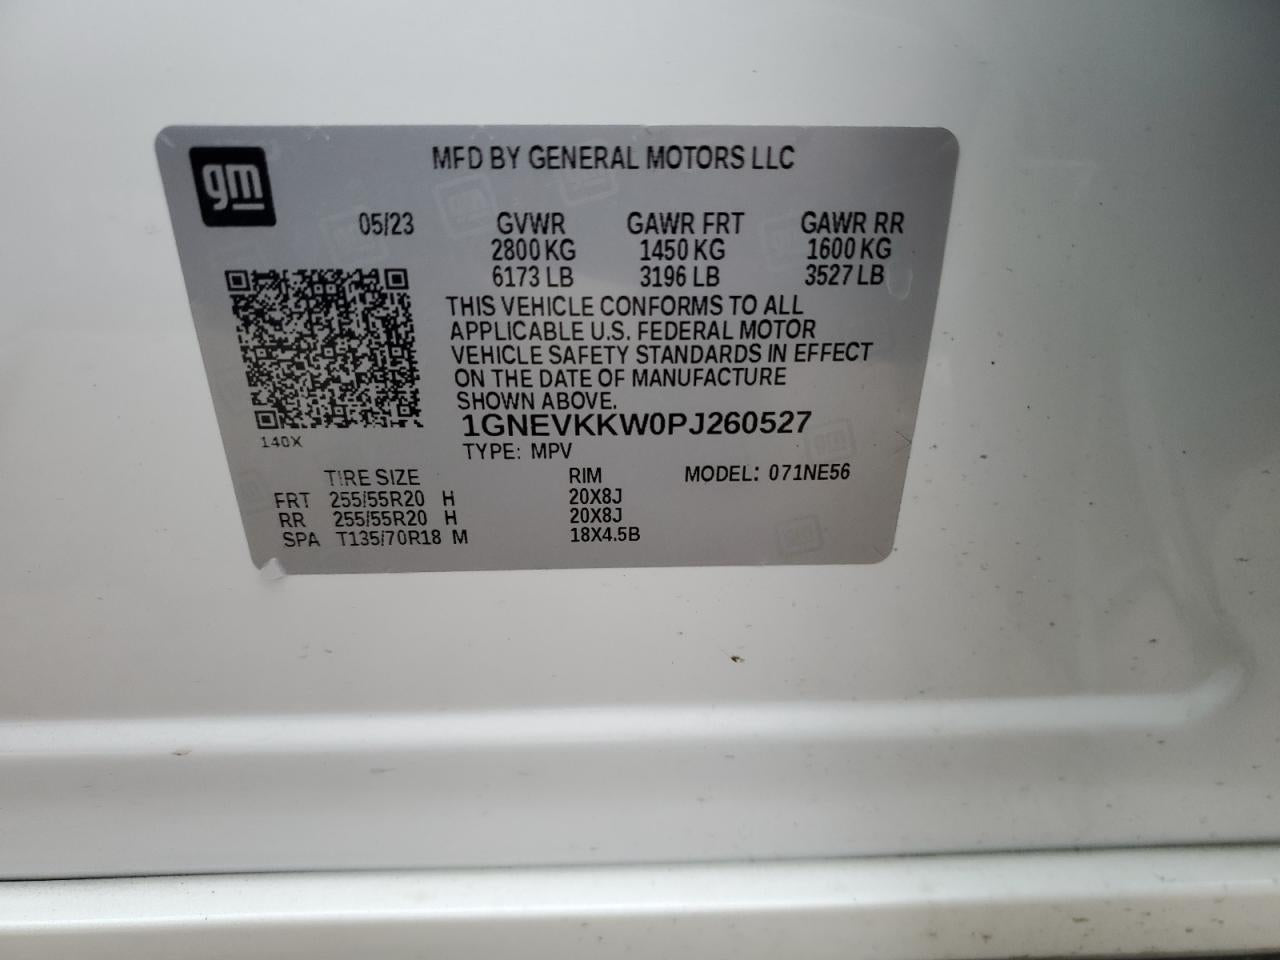 gm
MFD BY GENERAL MOTORS LLC
05/23 GVWR GAWR FRT GAWR RR
2800 KG 1450 KG 1600 KG
6173 LB 3196 LB 3527 LB
THIS VEHICLE CONFORMS TO ALL
APPLICABLE U.S. FEDERAL MOTOR
VEHICLE SAFETY STANDARDS IN EFFECT
ON THE DATE OF MANUFACTURE
SHOWN ABOVE.
1GNEVKKW0PJ260527
140X
TYPE: MPV
TIRE SIZE RIM MODEL: 071NE56
FRT 255/55R20 H 20X8J
RR 255/55R20 H 20X8J
SPA T135/70R18 M 18X4.5B